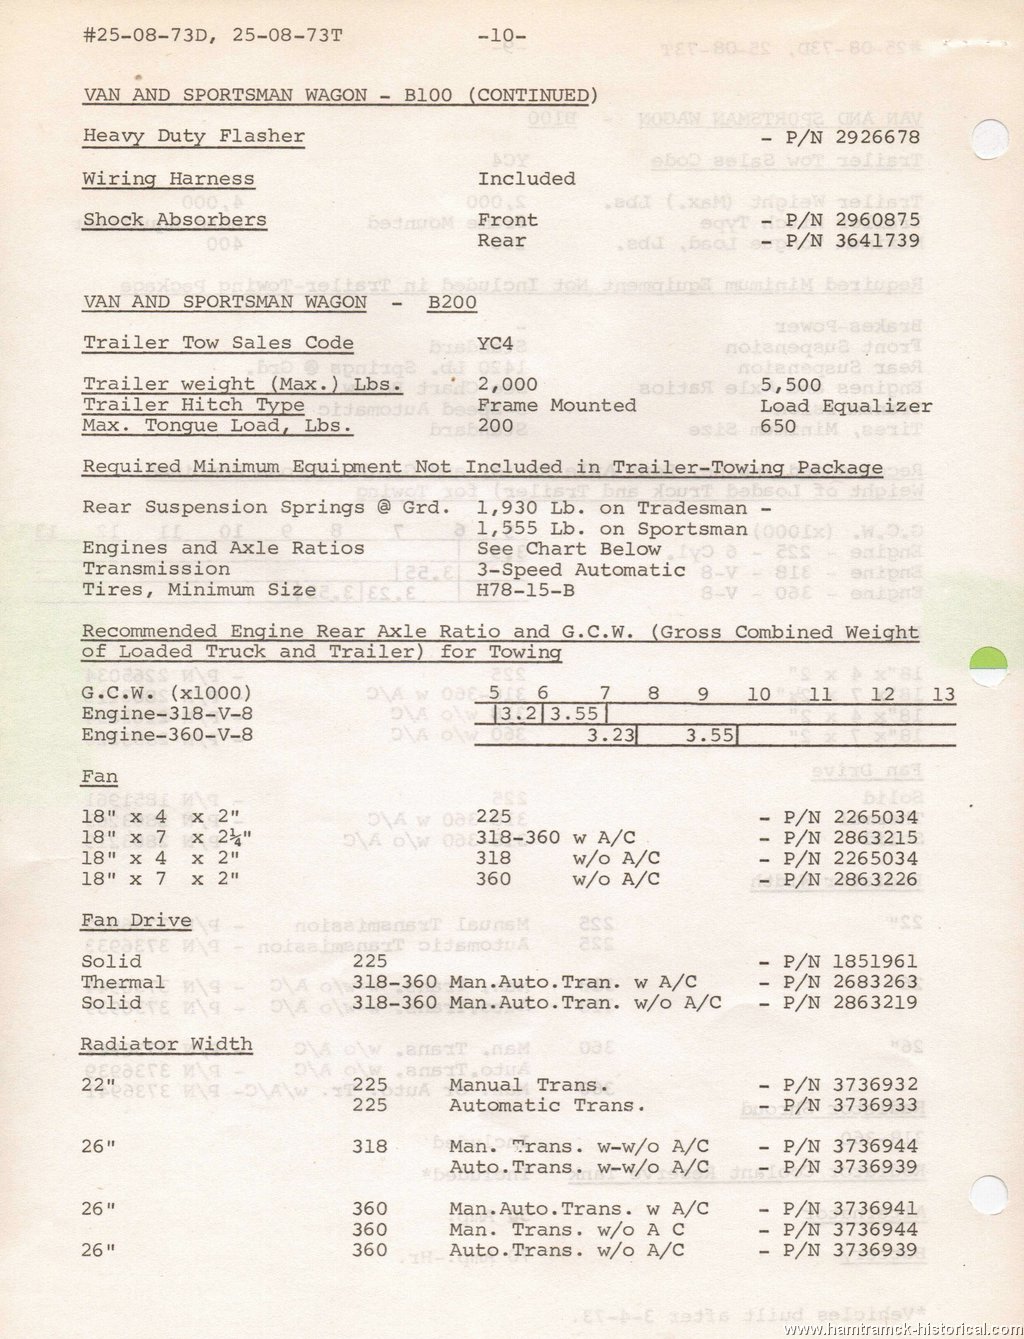 #25-08-73D, 25-08-73T -10-
VAN AND SPORTSMAN WAGON - B100 (CONTINUED)
Heavy Duty Flasher - P/N 2926678
Wiring Harness Included
Shock Absorbers Front - P/N 2960875
Rear - P/N 3641739
VAN AND SPORTSMAN WAGON - B200
Trailer Tow Sales Code YC4
Trailer weight (Max.) Lbs. 2,000 5,500
Trailer Hitch Type Frame Mounted Load Equalizer
Max. Tongue Load, Lbs. 200 650
Required Minimum Equipment Not Included in Trailer-Towing Package
Rear Suspension Springs @ Grd. 1,930 Lb. on Tradesman -
1,555 Lb. on Sportsman
Engines and Axle Ratios See Chart Below
Transmission 3-Speed Automatic
Tires, Minimum Size H78-15-B
Recommended Engine Rear Axle Ratio and G.C.W. (Gross Combined Weight
of Loaded Truck and Trailer) for Towing
G.C.W. (x1000) 5 6 7 8 9 10 11 12 13
Engine-318-V-8 |3.2|3.55|
Engine-360-V-8 3.23| 3.55|
Fan
18" x 4 x 2" 225 - P/N 2265034
18" x 7 x 2¼" 318-360 w A/C - P/N 2863215
18" x 4 x 2" 318 w/o A/C - P/N 2265034
18" x 7 x 2" 360 w/o A/C - P/N 2863226
Fan Drive
Solid 225 - P/N 1851961
Thermal 318-360 Man.Auto.Tran. w A/C - P/N 2683263
Solid 318-360 Man.Auto.Tran. w/o A/C - P/N 2863219
Radiator Width
22" 225 Manual Trans. - P/N 3736932
225 Automatic Trans. - P/N 3736933
26" 318 Man. Trans. w-w/o A/C - P/N 3736944
Auto.Trans. w-w/o A/C - P/N 3736939
26" 360 Man.Auto.Trans. w A/C - P/N 3736941
360 Man. Trans. w/o A C - P/N 3736944
26" 360 Auto.Trans. w/o A/C - P/N 3736939
www.hamtramck-historical.com